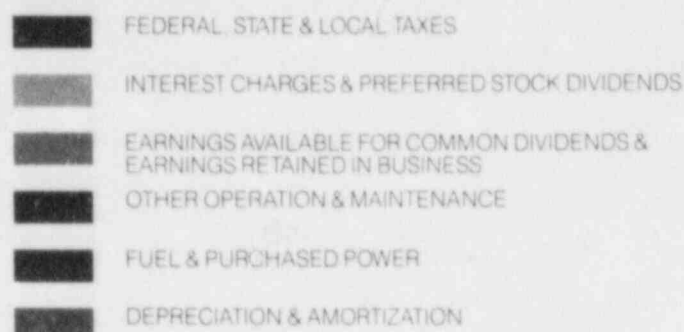 FEDERAL, STATE & LOCAL TAXES
INTEREST CHARGES & PREFERRED STOCK DIVIDENDS
EARNINGS AVAILABLE FOR COMMON DIVIDENDS &
EARNINGS RETAINED IN BUSINESS
OTHER OPERATION & MAINTENANCE
FUEL & PURCHASED POWER
DEPRECIATION & AMORTIZATION